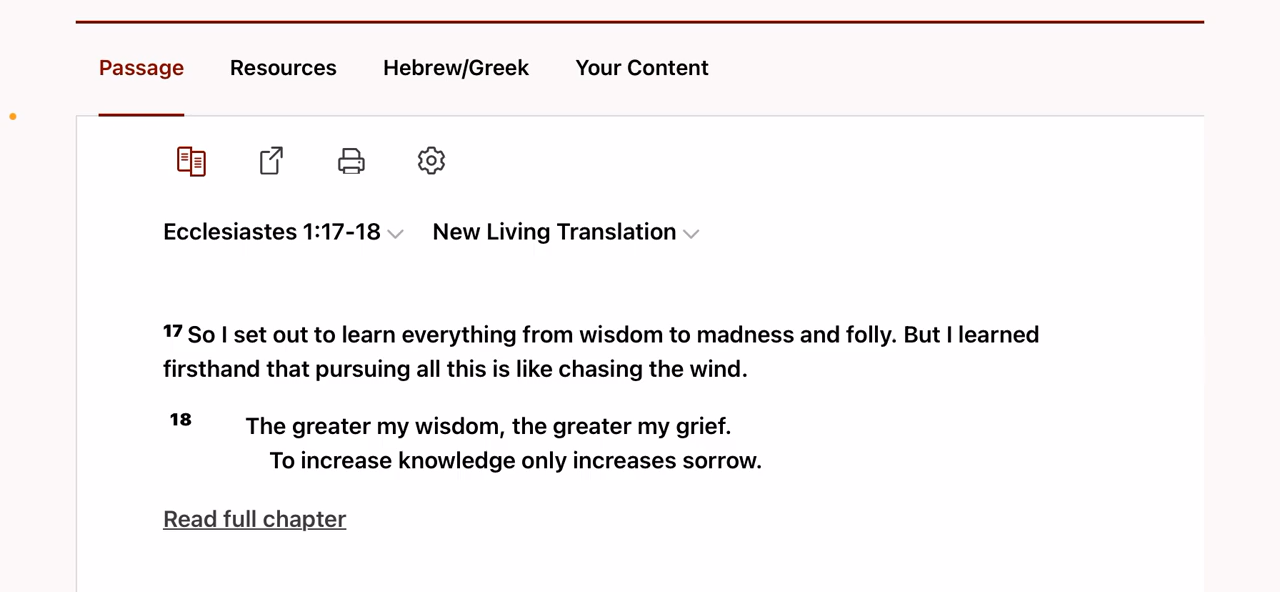 Passage Resources Hebrew/Greek Your Content
Ecclesiastes 1:17-18 New Living Translation
17 So I set out to learn everything from wisdom to madness and folly. But I learned
firsthand that pursuing all this is like chasing the wind.
18 The greater my wisdom, the greater my grief.
To increase knowledge only increases sorrow.
Read full chapter